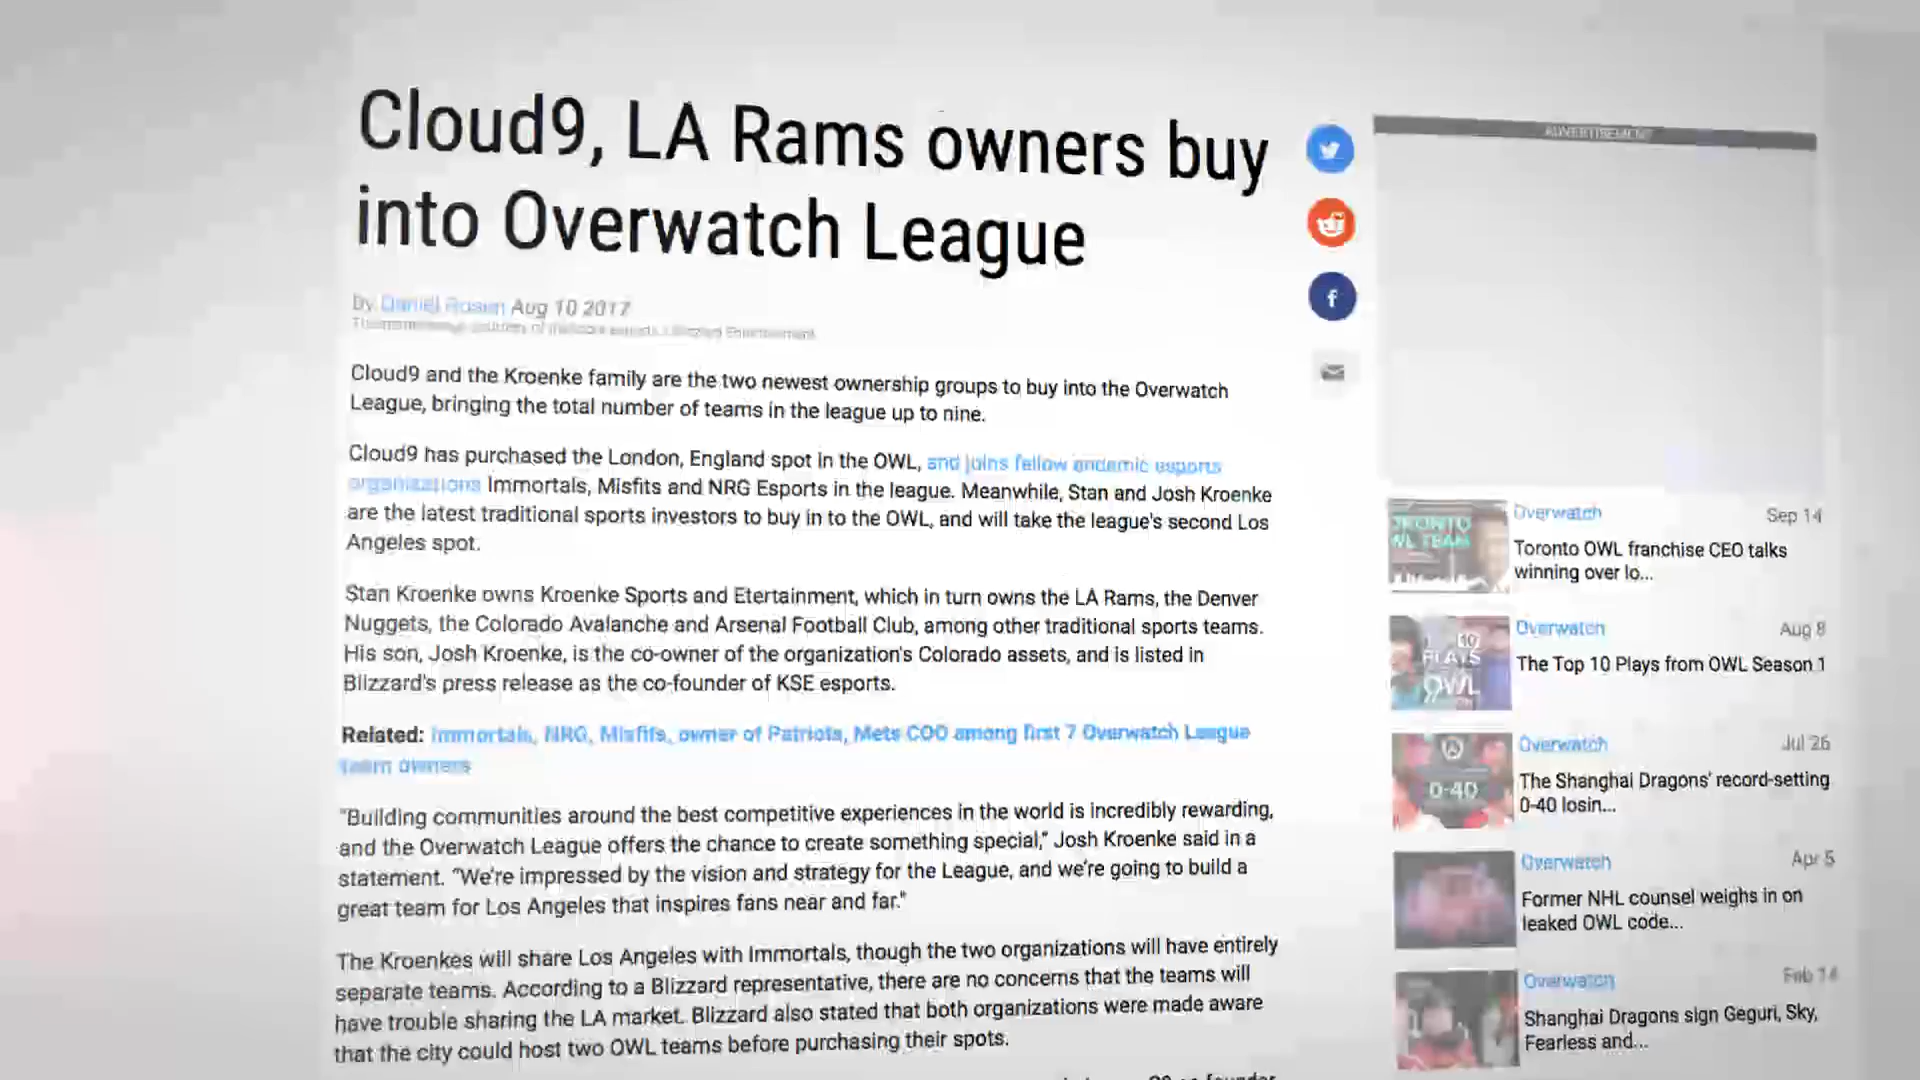 Cloud9, LA Rams owners buy
into Overwatch League
ADVERTISEMENT
By Daniel Rosen Aug 10 2017
Cloud9 and the Kroenke family are the two newest ownership groups to buy into the Overwatch
League, bringing the total number of teams in the league up to nine.
Cloud9 has purchased the London, England spot in the OWL, and joins fellow endemic esports
organizations Immortals, Misfits and NRG Esports in the league. Meanwhile, Stan and Josh Kroenke
are the latest traditional sports investors to buy in to the OWL, and will take the league's second Los
Angeles spot.
Stan Kroenke owns Kroenke Sports and Etertainment, which in turn owns the LA Rams, the Denver
Nuggets, the Colorado Avalanche and Arsenal Football Club, among other traditional sports teams.
His son, Josh Kroenke, is the co-owner of the organization's Colorado assets, and is listed in
Blizzard's press release as the co-founder of KSE esports.
Related: Immortals, NRG, Misfits, owner of Patriots, Mets COO among first 7 Overwatch League
team owners
"Building communities around the best competitive experiences in the world is incredibly rewarding,
and the Overwatch League offers the chance to create something special," Josh Kroenke said in a
statement. "We're impressed by the vision and strategy for the League, and we're going to build a
great team for Los Angeles that inspires fans near and far."
The Kroenkes will share Los Angeles with Immortals, though the two organizations will have entirely
separate teams. According to a Blizzard representative, there are no concerns that the teams will
have trouble sharing the LA market. Blizzard also stated that both organizations were made aware
that the city could host two OWL teams before purchasing their spots.
Overwatch Sep 14
Toronto OWL franchise CEO talks
winning over lo...
Overwatch Aug 8
The Top 10 Plays from OWL Season 1
10
PLAYS
OWL
Overwatch Jul 26
The Shanghai Dragons' record-setting
0-40 losin...
0-40
Overwatch Apr 5
Former NHL counsel weighs in on
leaked OWL code...
Overwatch Feb 14
Shanghai Dragons sign Geguri, Sky,
Fearless and...